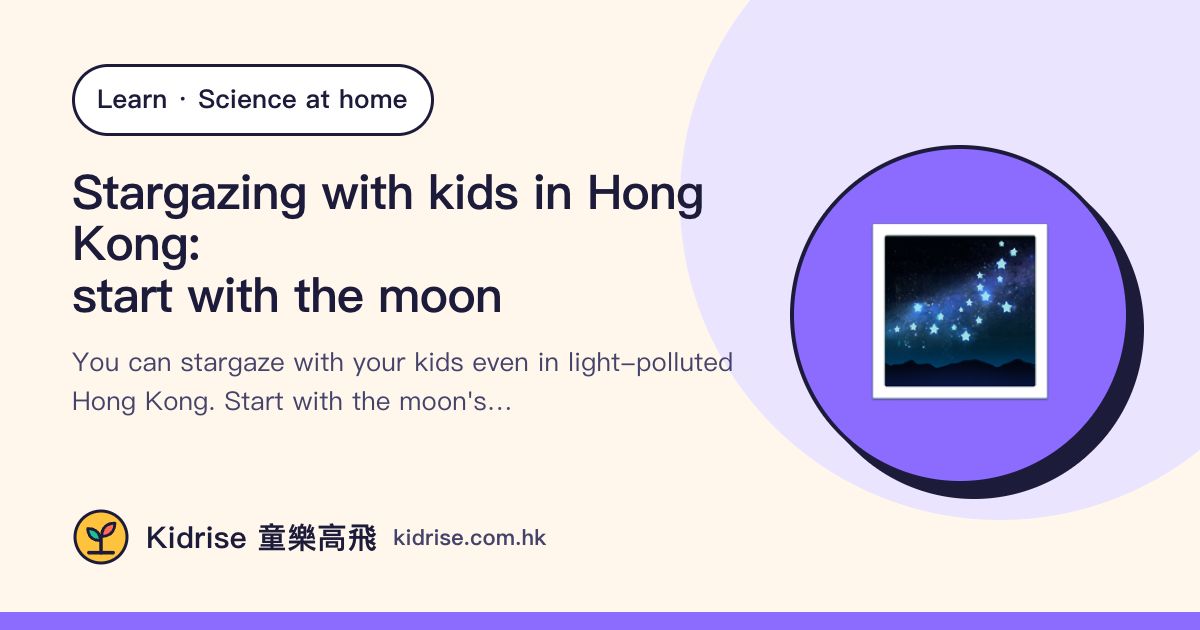 Learn · Science at home
Stargazing with kids in Hong
Kong:
start with the moon
You can stargaze with your kids even in light–polluted
Hong Kong. Start with the moon's...
Kidrise 童樂高飛 kidrise.com.hk